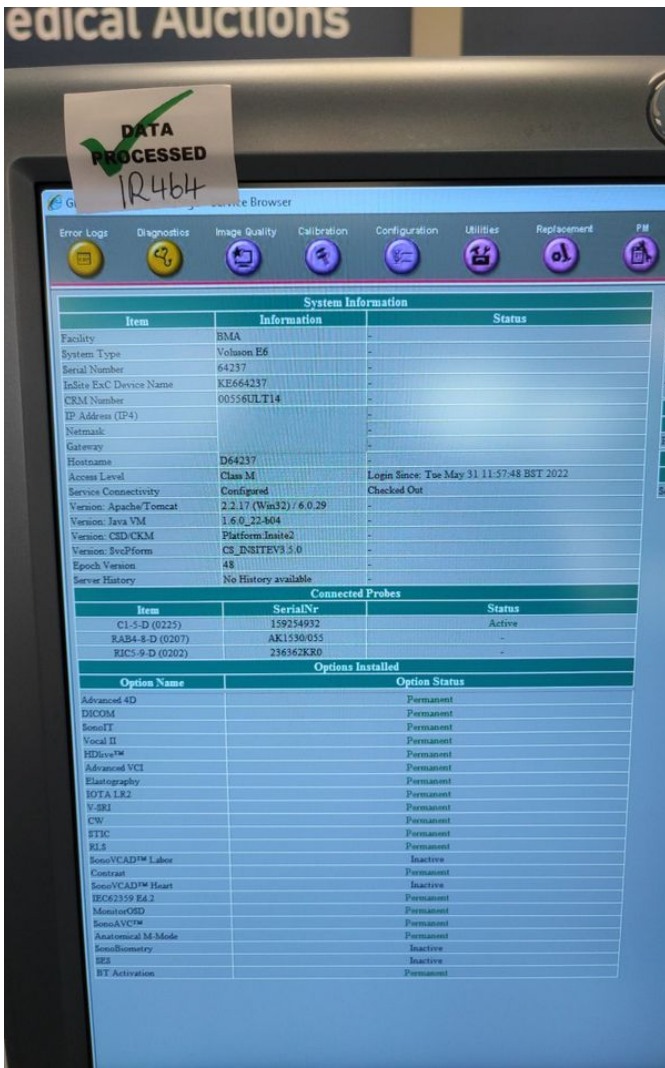 edical Auctions
DATA
PROCESSED
IR464
Service Browser
Error Logs Diagnostics Image Quality Calibration Configuration Utilities Replacement PM
System Information
Item Information Status
Facility BMA -
System Type Voluson E6 -
Serial Number 64237 -
InSite ExC Device Name KE664237 -
CRM Number 00556ULT14 -
IP Address (IP4) -
Netmask -
Gateway -
Hostname D64237 -
Access Level Class M Login Since: Tue May 31 11:57:48 BST 2022
Service Connectivity Configured Checked Out
Version: Apache/Tomcat 2.2.17 (Win32) / 6.0.29 -
Version: Java VM 1.6.0_22-b04 -
Version: CSD/CKM Platform:Insite2 -
Version: SvcPform CS_INSITEV3.5.0 -
Epoch Version 48 -
Server History No History available -
Connected Probes
Item SerialNr Status
C1-5-D (0225) 159254932 Active
RAB4-8-D (0207) AK1530/055 -
RIC5-9-D (0202) 236362KR0 -
Options Installed
Option Name Option Status
Advanced 4D Permanent
DICOM Permanent
SonoIT Permanent
Vocal II Permanent
HDlive™ Permanent
Advanced VCI Permanent
Elastography Permanent
IOTA LR2 Permanent
V-SRI Permanent
CW Permanent
STIC Permanent
RLS Permanent
SonoVCAD™ Labor Inactive
Contrast Permanent
SonoVCAD™ Heart Inactive
IEC62359 Ed.2 Permanent
MonitorOSD Permanent
SonoAVC™ Permanent
Anatomical M-Mode Permanent
SonoBiometry Inactive
SES Inactive
BT Activation Permanent